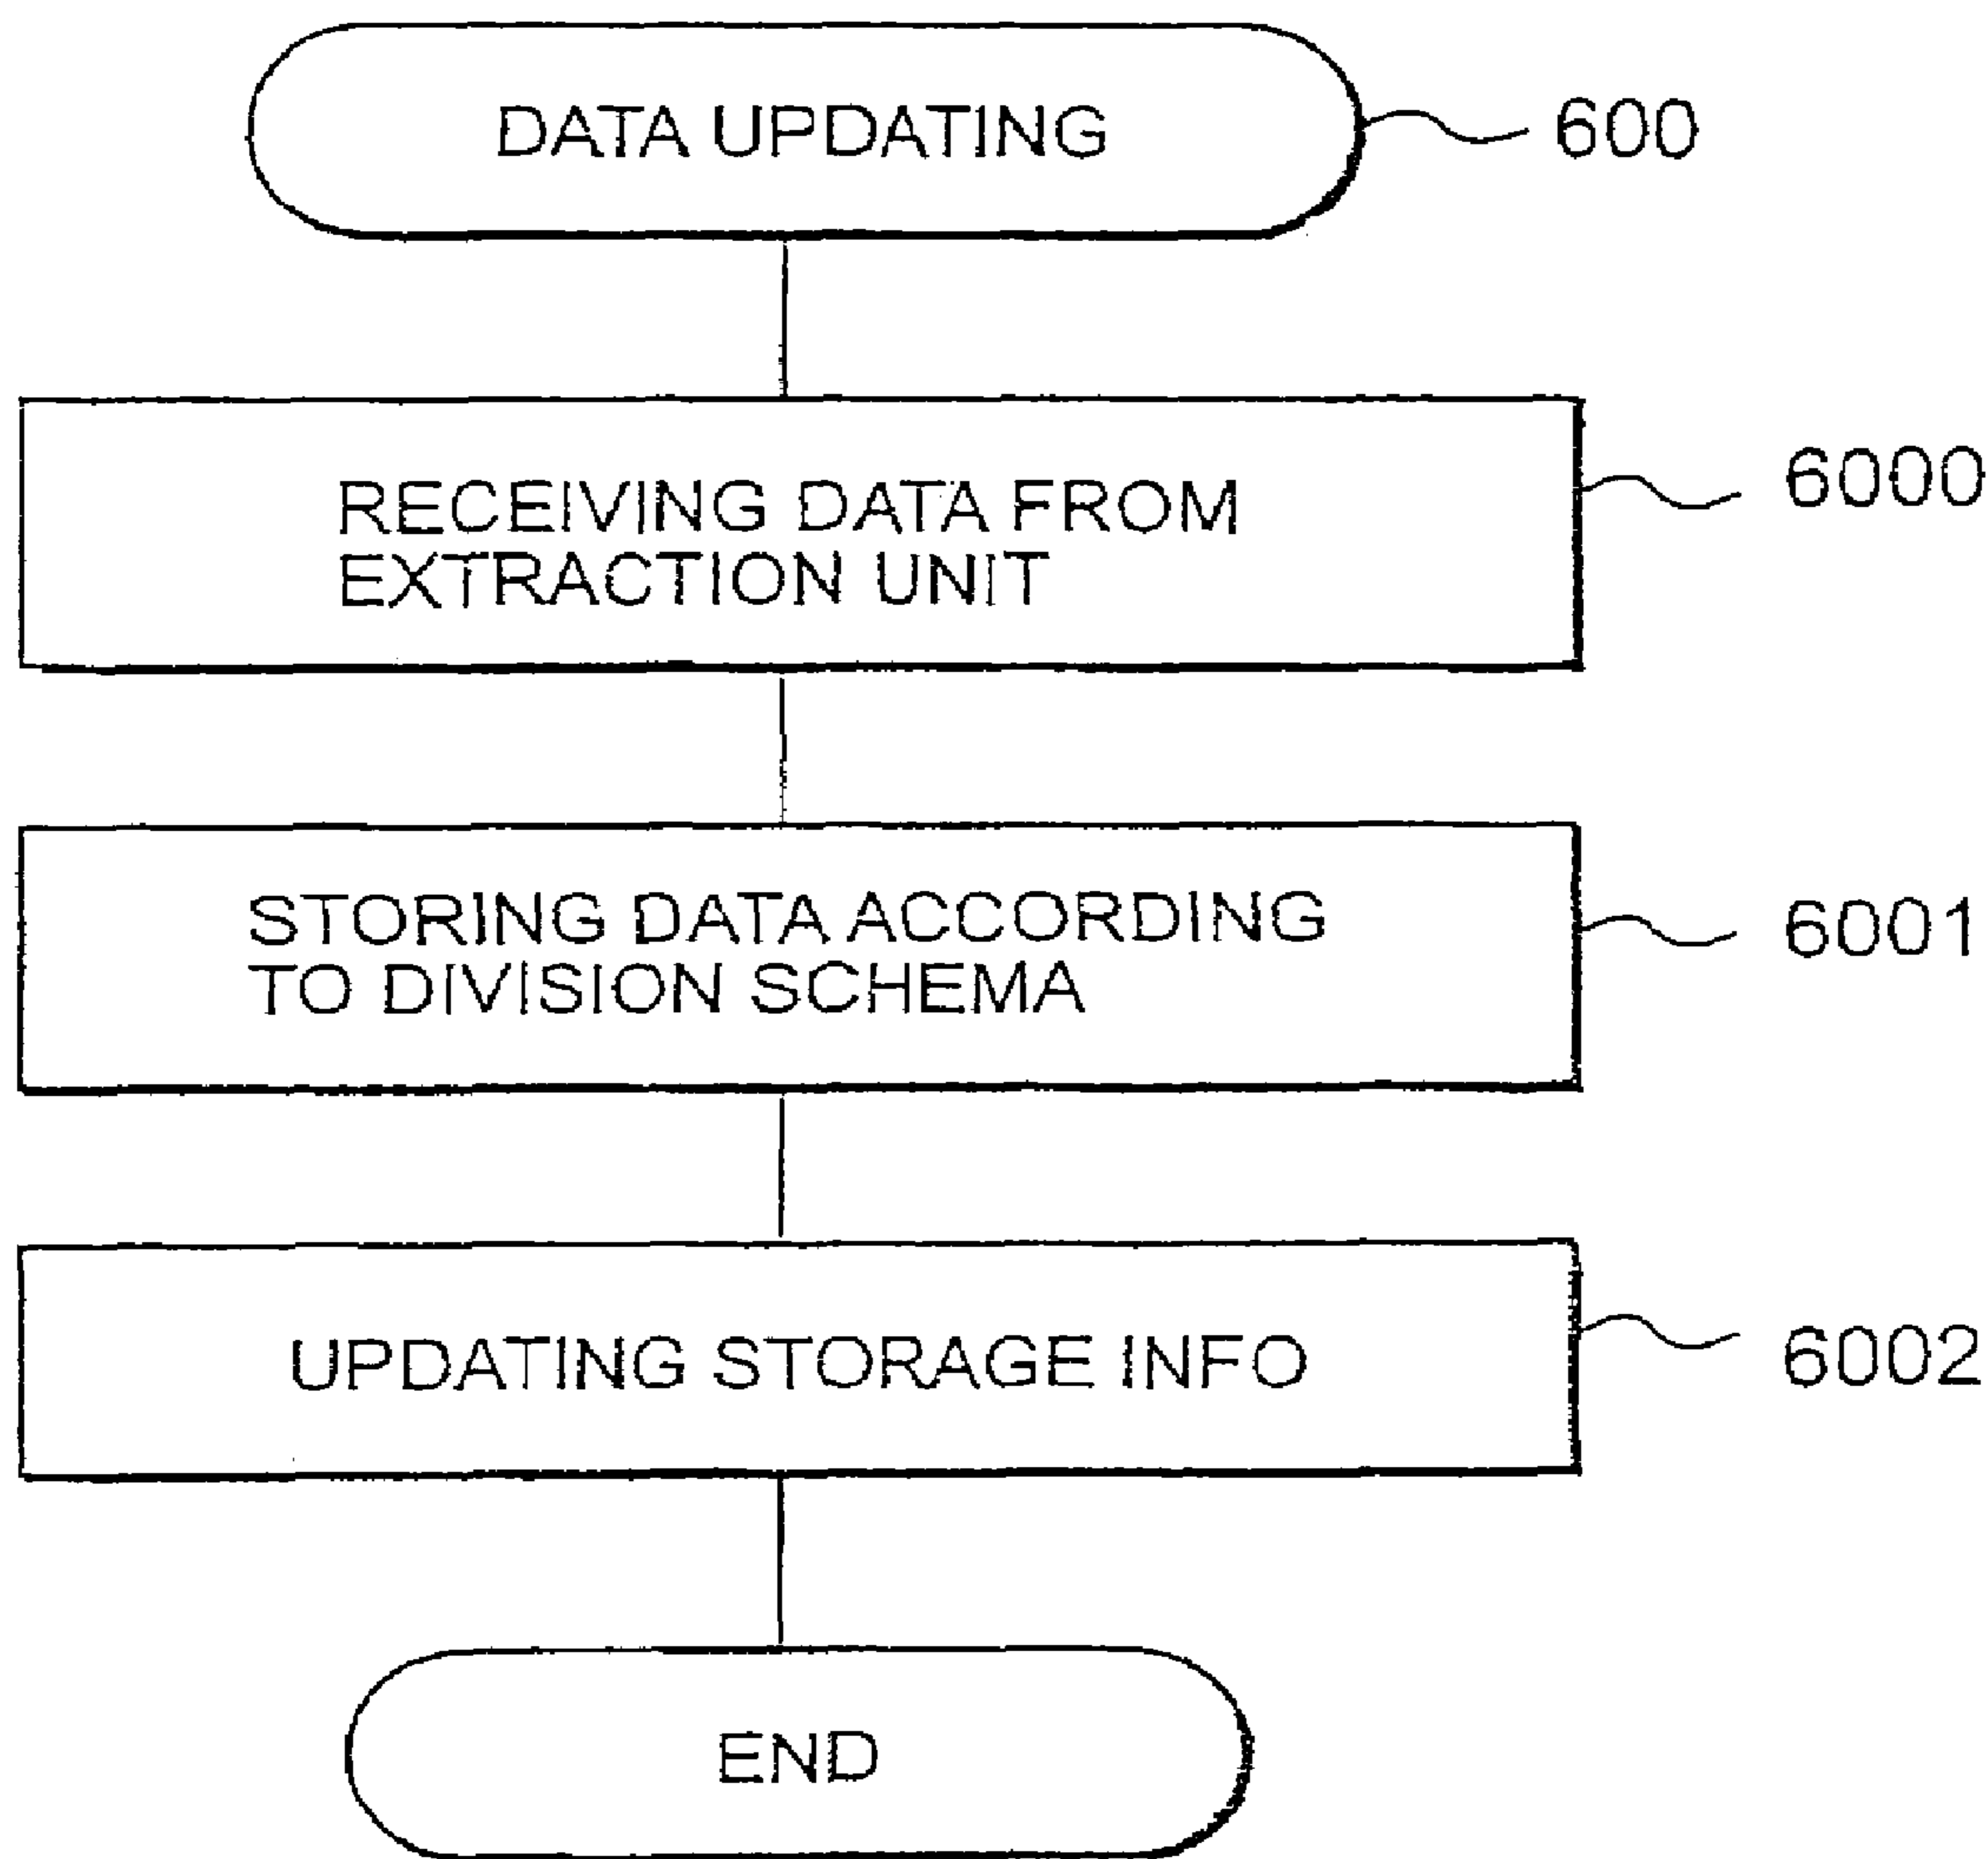 DATA UPDATING
600
RECEIVING DATA FROM
EXTRACTION UNIT
6000
STORING DATA ACCORDING
TO DIVISION SCHEMA
6001
UPDATING STORAGE INFO
6002
END